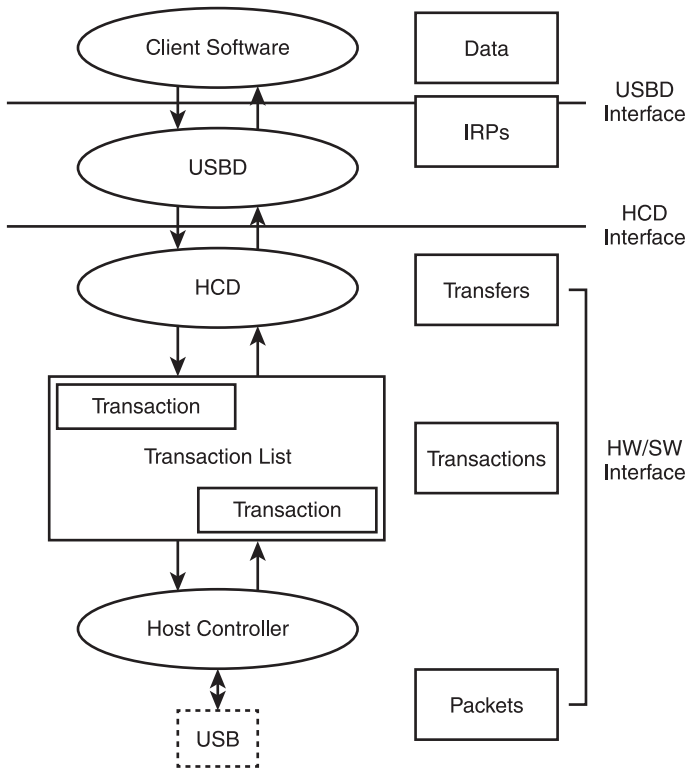 Client Software
Data
USBD
Interface
IRPs
USBD
HCD
Interface
HCD
Transfers
Transaction
Transaction List
Transactions
HW/SW
Interface
Transaction
Host Controller
Packets
USB